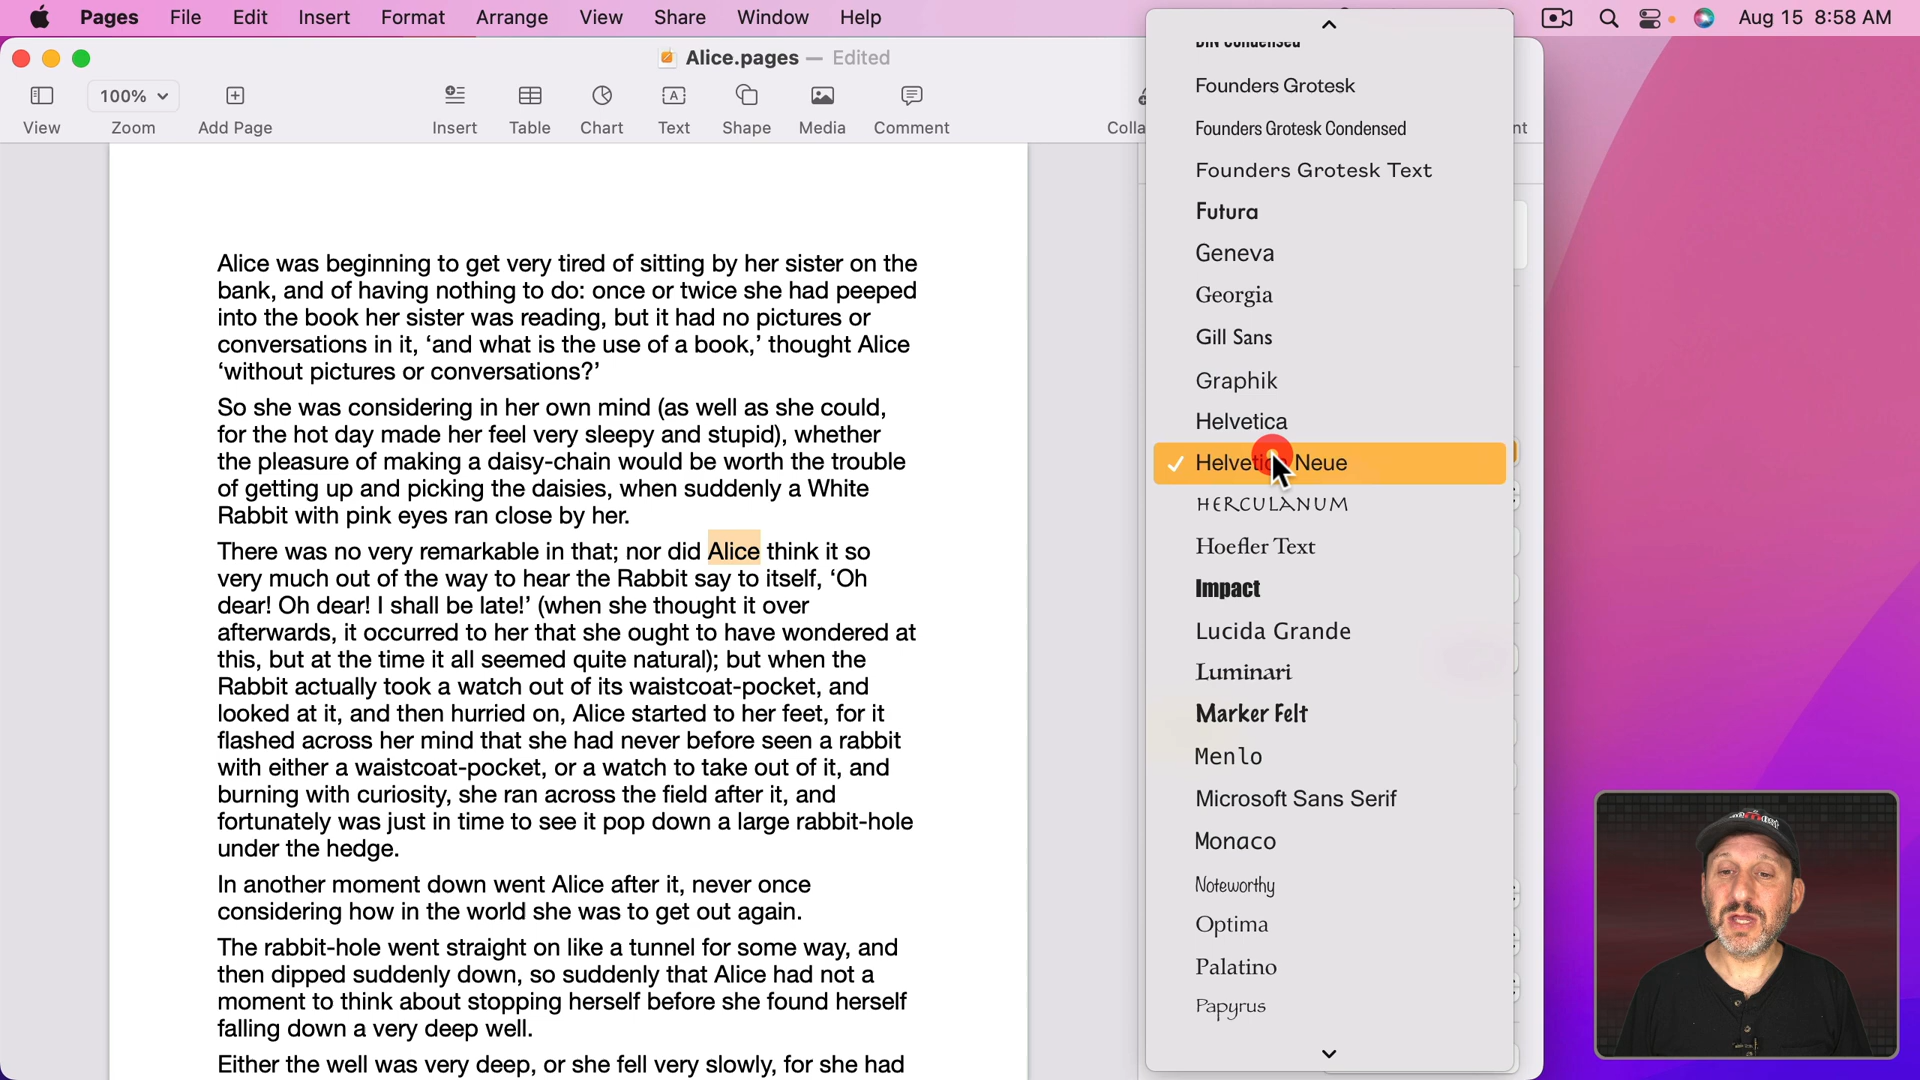 Pages File Edit Insert Format Arrange View Share Window Help
Aug 15 8:58 AM
Alice.pages — Edited
100%
View Zoom Add Page Insert Table Chart Text Shape Media Comment
Colla
nt
Alice was beginning to get very tired of sitting by her sister on the
bank, and of having nothing to do: once or twice she had peeped
into the book her sister was reading, but it had no pictures or
conversations in it, ‘and what is the use of a book,’ thought Alice
‘without pictures or conversations?’
So she was considering in her own mind (as well as she could,
for the hot day made her feel very sleepy and stupid), whether
the pleasure of making a daisy-chain would be worth the trouble
of getting up and picking the daisies, when suddenly a White
Rabbit with pink eyes ran close by her.
There was no very remarkable in that; nor did Alice think it so
very much out of the way to hear the Rabbit say to itself, ‘Oh
dear! Oh dear! I shall be late!’ (when she thought it over
afterwards, it occurred to her that she ought to have wondered at
this, but at the time it all seemed quite natural); but when the
Rabbit actually took a watch out of its waistcoat-pocket, and
looked at it, and then hurried on, Alice started to her feet, for it
flashed across her mind that she had never before seen a rabbit
with either a waistcoat-pocket, or a watch to take out of it, and
burning with curiosity, she ran across the field after it, and
fortunately was just in time to see it pop down a large rabbit-hole
under the hedge.
In another moment down went Alice after it, never once
considering how in the world she was to get out again.
The rabbit-hole went straight on like a tunnel for some way, and
then dipped suddenly down, so suddenly that Alice had not a
moment to think about stopping herself before she found herself
falling down a very deep well.
Either the well was very deep, or she fell very slowly, for she had
DIN Condensed
Founders Grotesk
Founders Grotesk Condensed
Founders Grotesk Text
Futura
Geneva
Georgia
Gill Sans
Graphik
Helvetica
Helvetica Neue
HERCULANUM
Hoefler Text
Impact
Lucida Grande
Luminari
Marker Felt
Menlo
Microsoft Sans Serif
Monaco
Noteworthy
Optima
Palatino
Papyrus